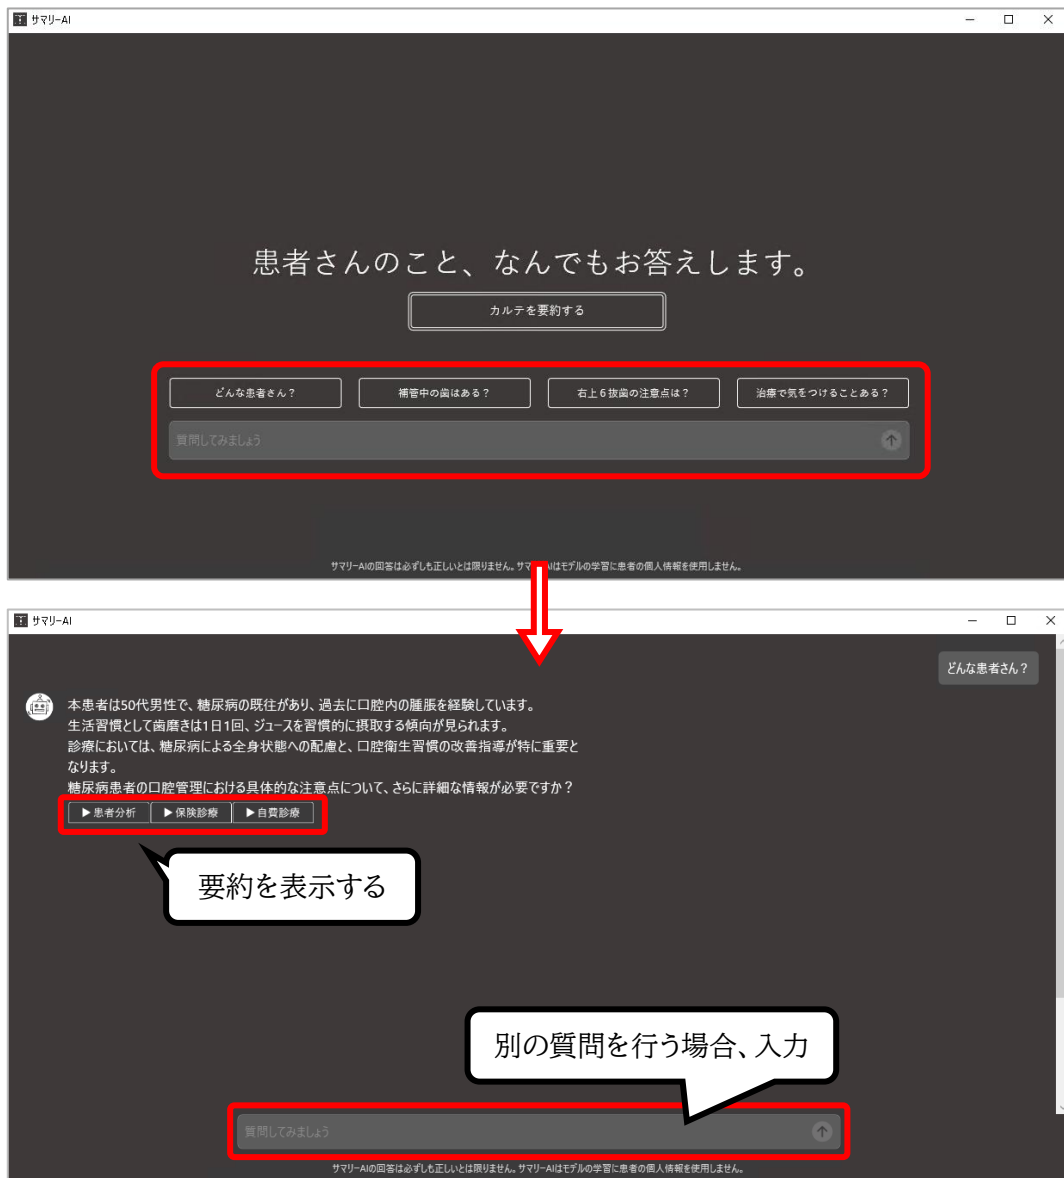 サマリーAI
患者さんのこと、なんでもお答えします。
カルテを要約する
どんな患者さん？
補管中の歯はある？
右上６抜歯の注意点は？
治療で気をつけることある？
質問してみましょう
サマリーAIの回答は必ずしも正しいとは限りません。サマリーAIはモデルの学習に患者の個人情報を使用しません。
サマリーAI
どんな患者さん？
本患者は50代男性で、糖尿病の既往があり、過去に口腔内の腫脹を経験しています。
生活習慣として歯磨きは1日1回、ジュースを習慣的に摂取する傾向が見られます。
診療においては、糖尿病による全身状態への配慮と、口腔衛生習慣の改善指導が特に重要と
なります。
糖尿病患者の口腔管理における具体的な注意点について、さらに詳細な情報が必要ですか？
▶患者分析
▶保険診療
▶自費診療
要約を表示する
別の質問を行う場合、入力
質問してみましょう
サマリーAIの回答は必ずしも正しいとは限りません。サマリーAIはモデルの学習に患者の個人情報を使用しません。